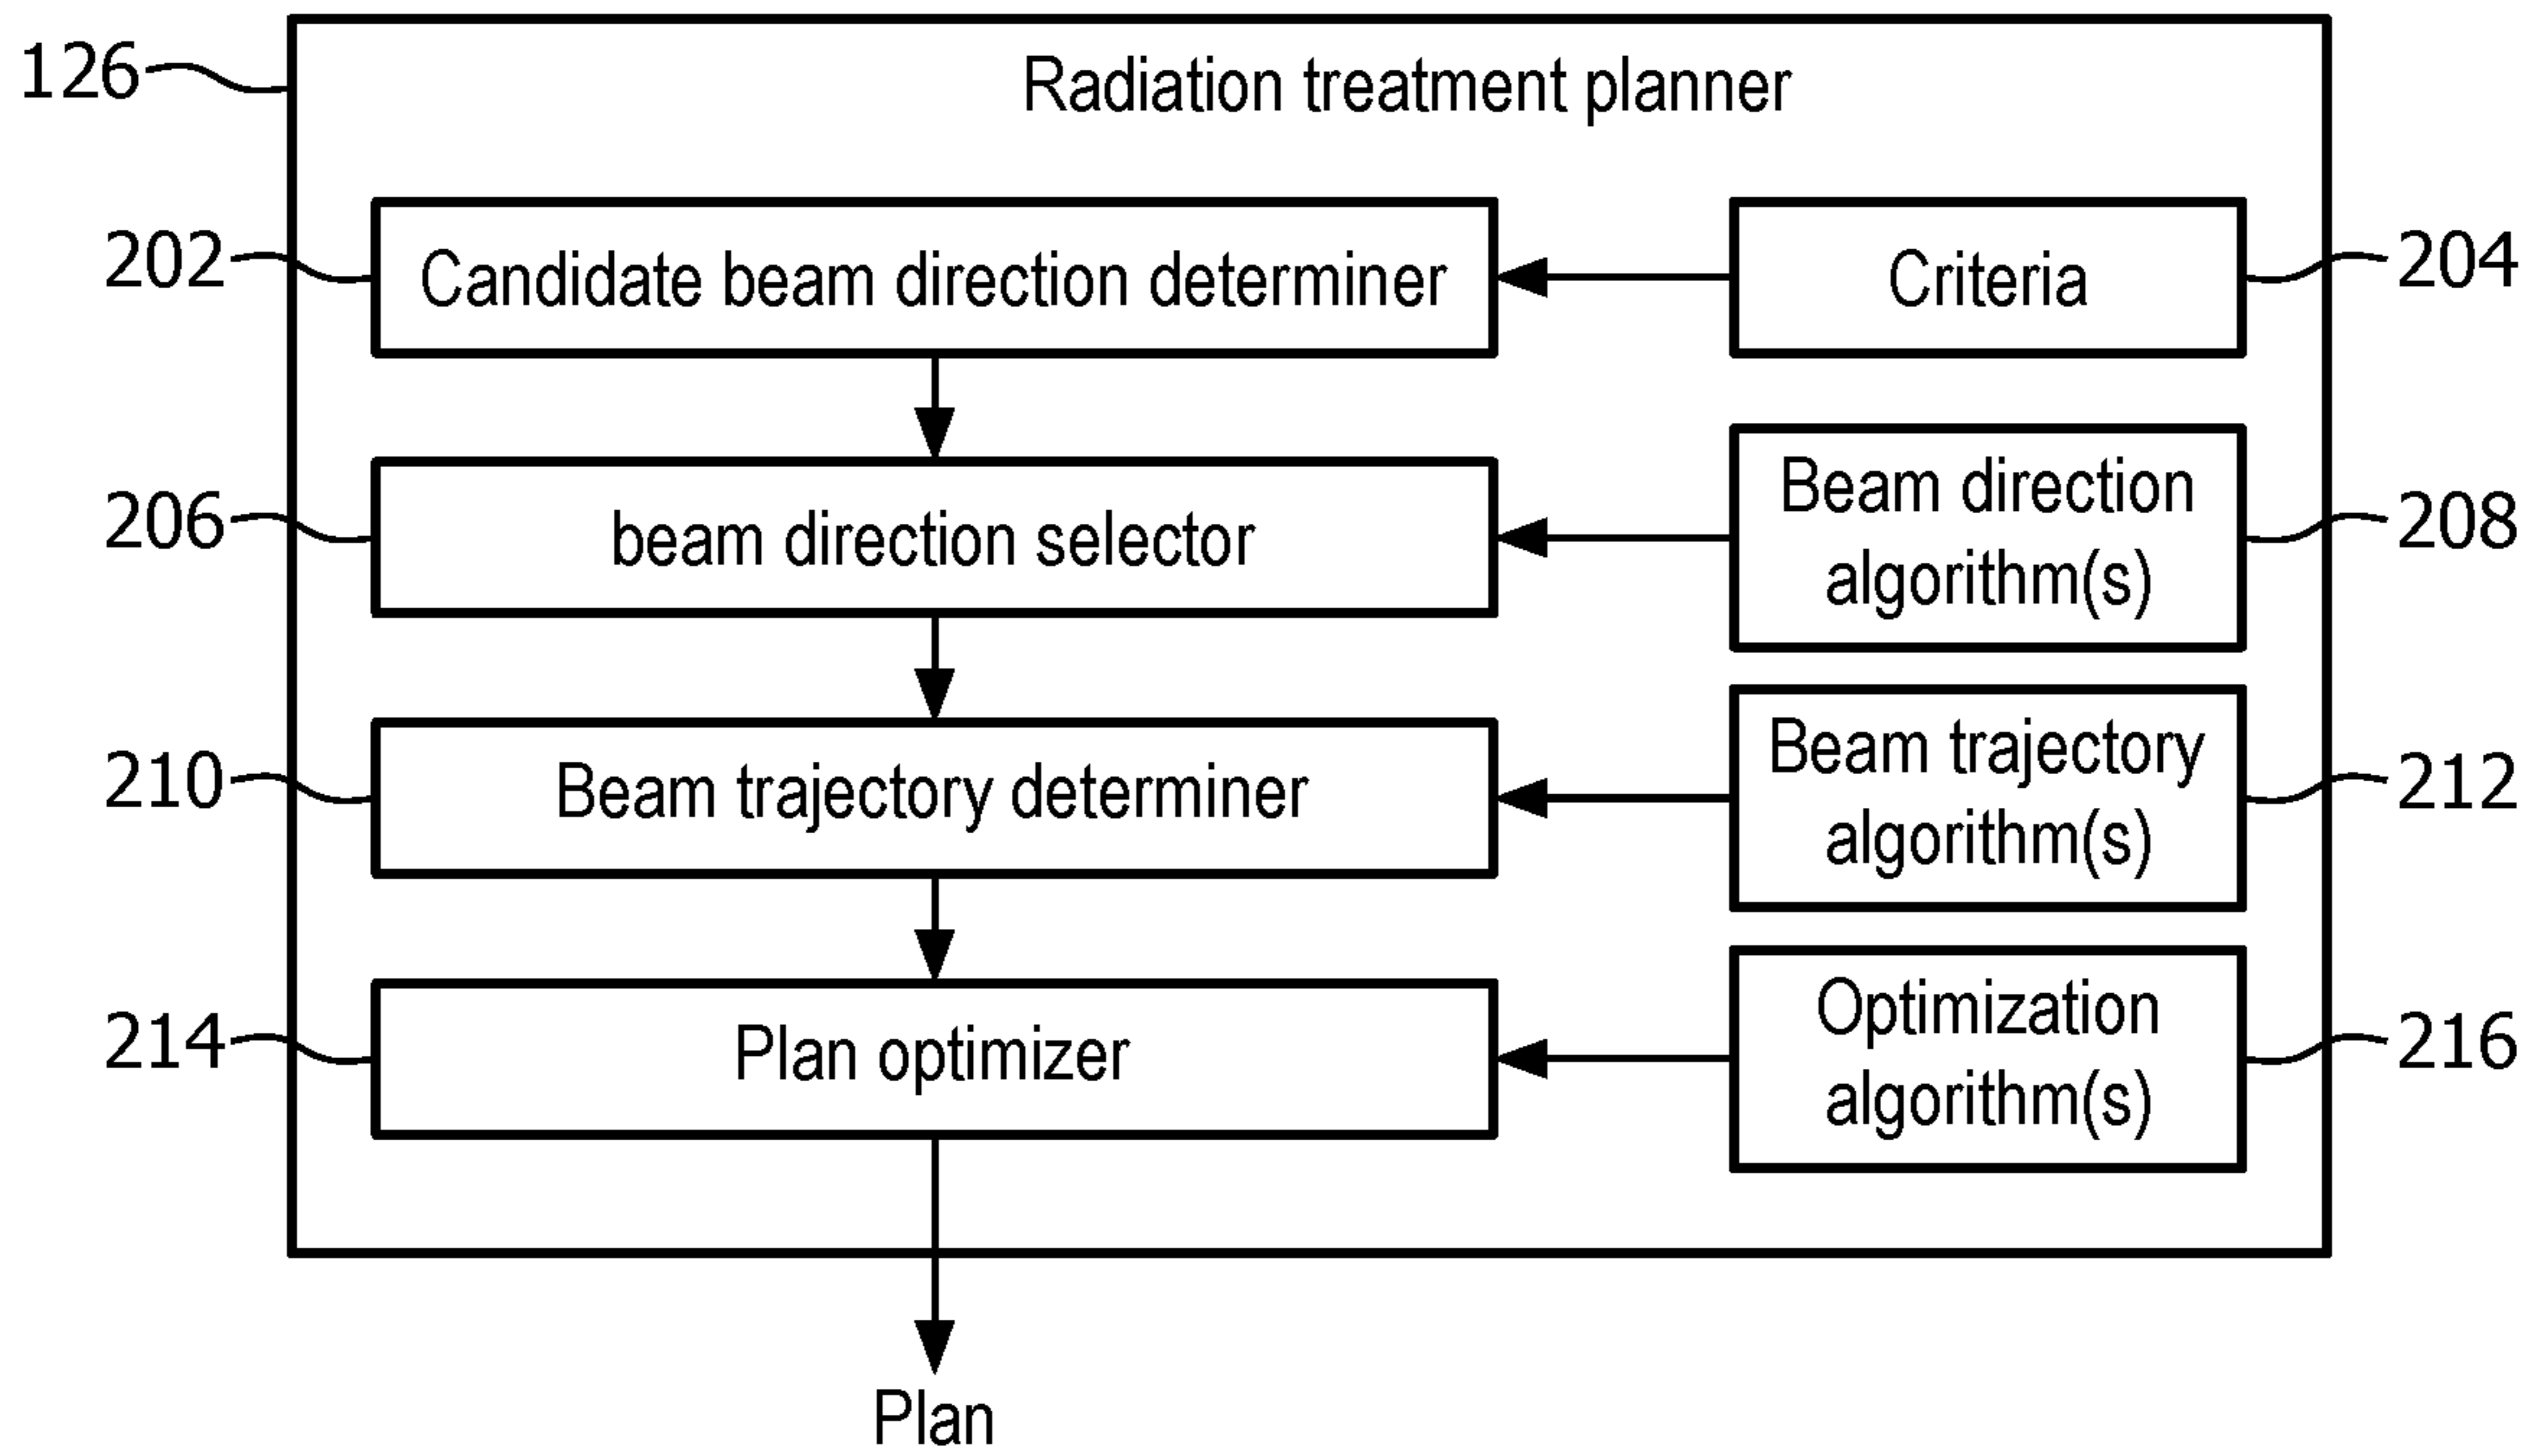 126
Radiation treatment planner
202
Candidate beam direction determiner
Criteria
204
206
beam direction selector
Beam direction
algorithm(s)
208
210
Beam trajectory determiner
Beam trajectory
algorithm(s)
212
214
Plan optimizer
Optimization
algorithm(s)
216
Plan